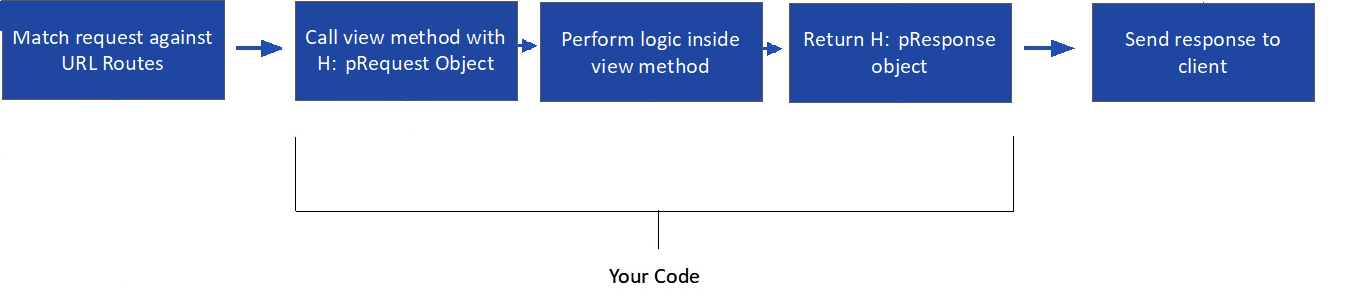 Match request against
URL Routes
Call view method with
H: pRequest Object
Perform logic inside
view method
Return H: pResponse
object
Send response to
client
Your Code